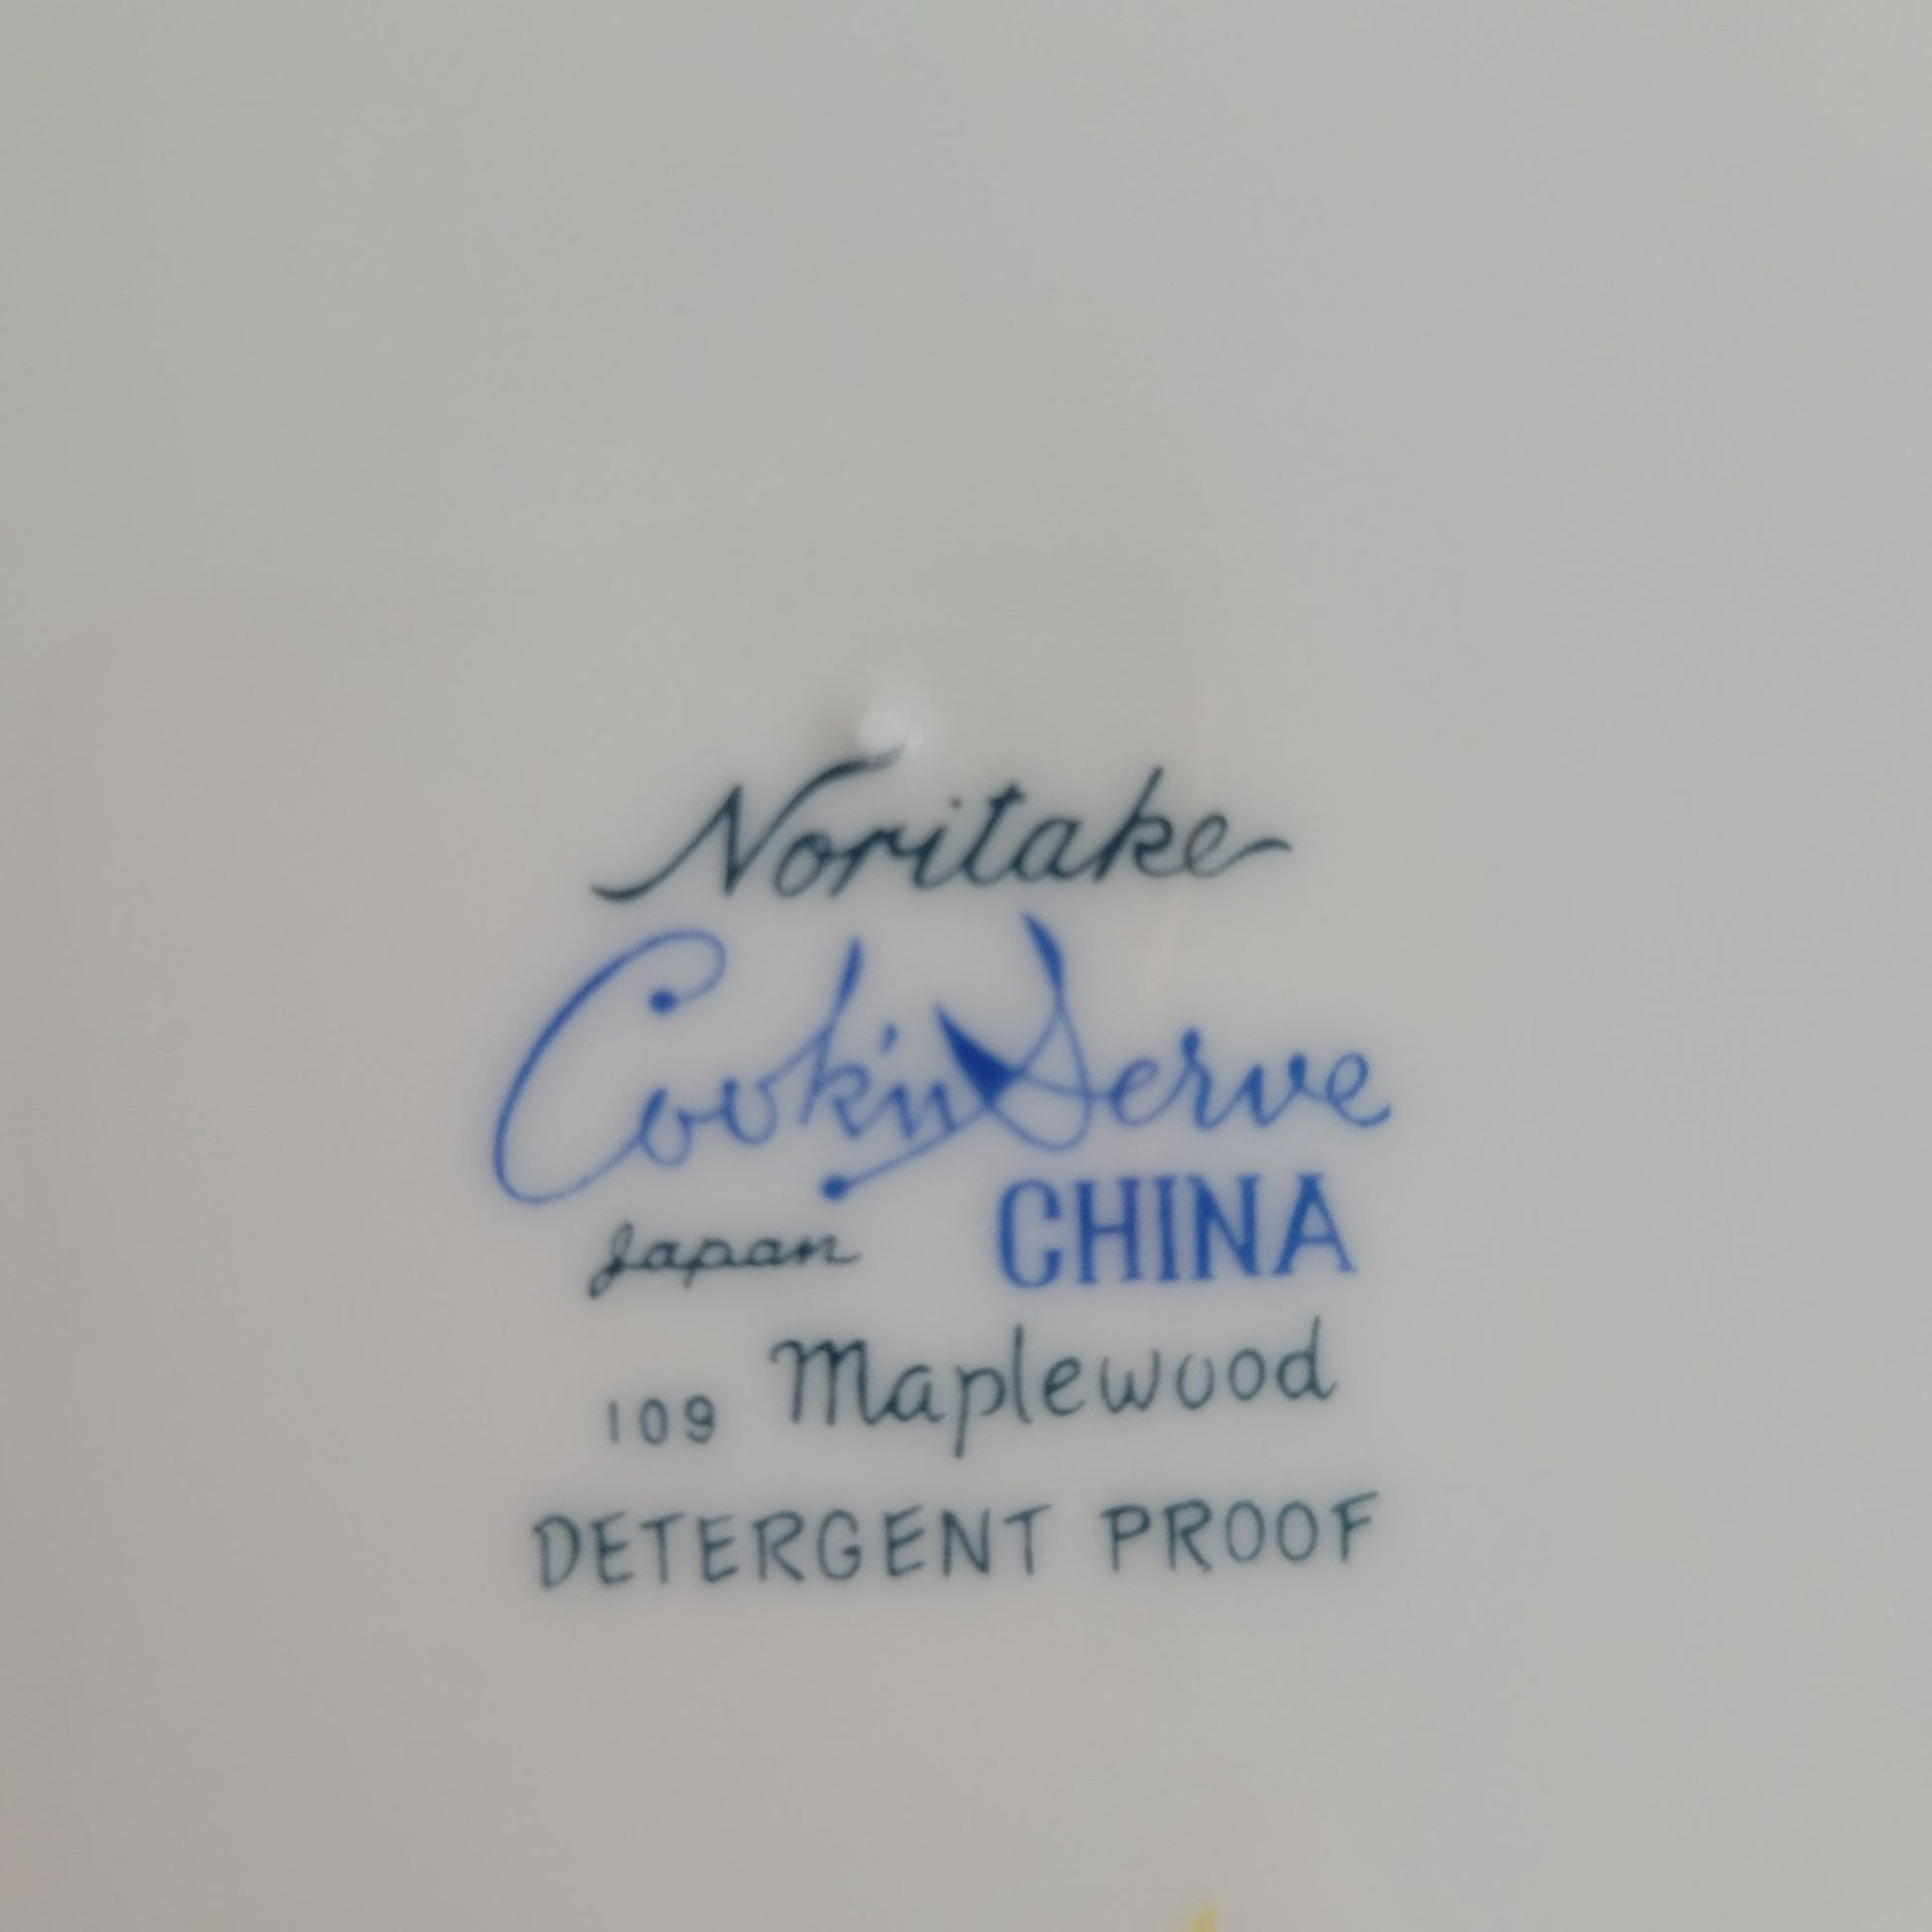 Noritake
Cook'n Serve
Japan CHINA
109 Maplewood
DETERGENT PROOF